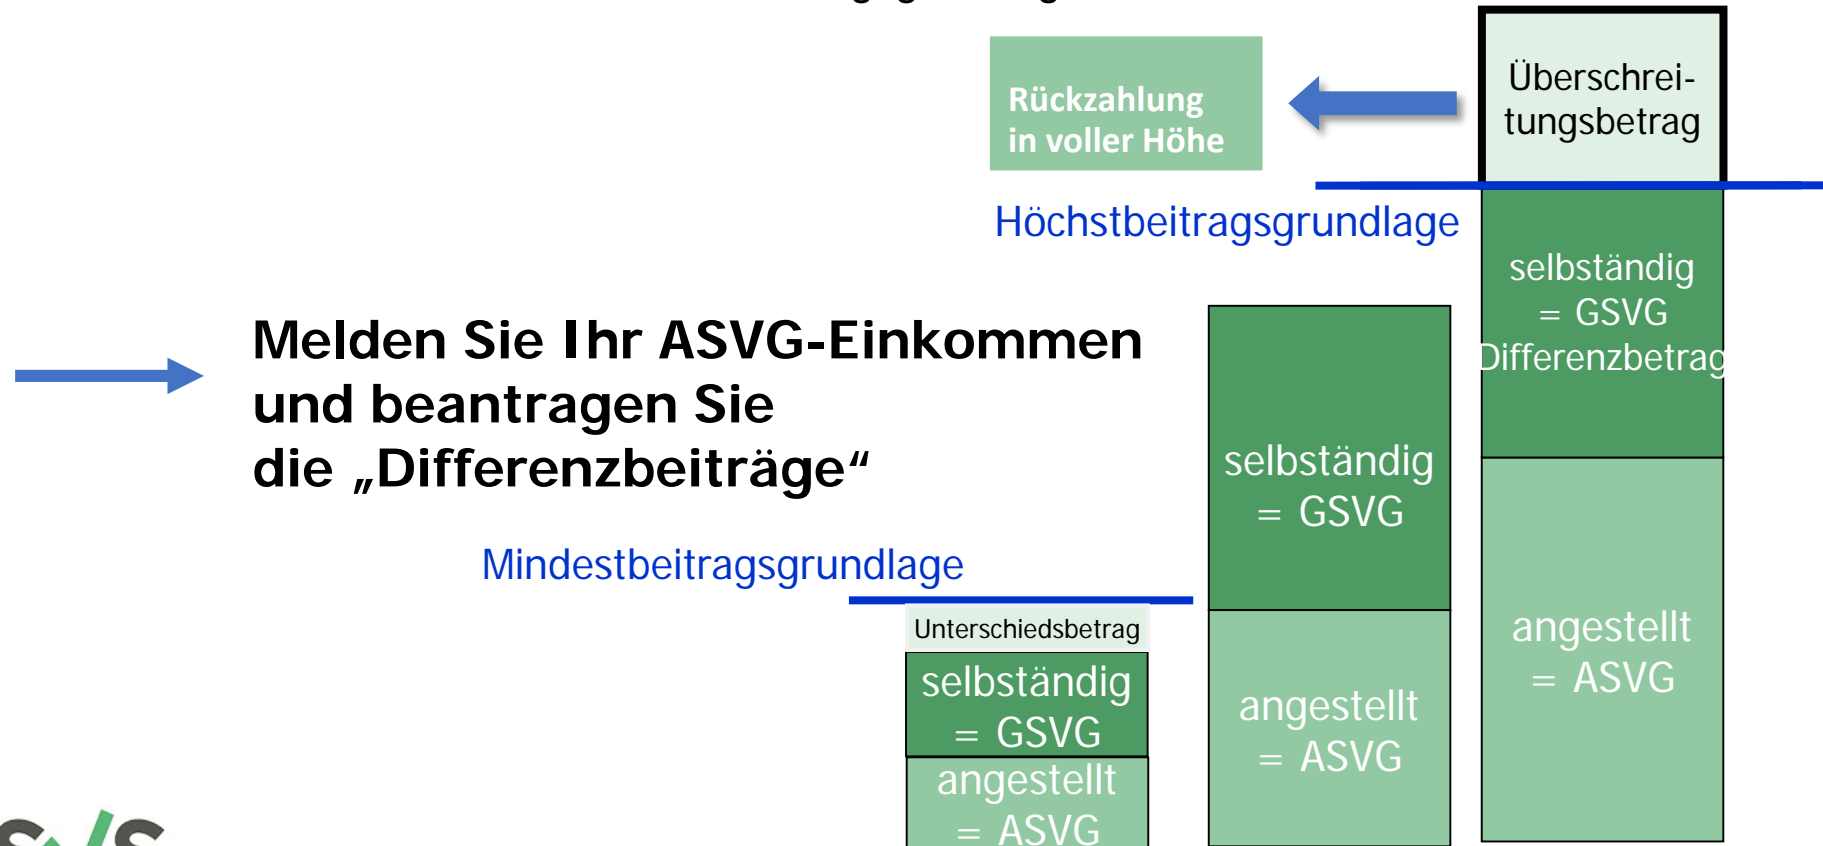 Rückzahlung
in voller Höhe
Überschrei-
tungsbetrag
Höchstbeitragsgrundlage
selbständig
= GSVG
Differenzbetrag
Melden Sie Ihr ASVG-Einkommen
und beantragen Sie
die „Differenzbeiträge“
selbständig
= GSVG
Mindestbeitragsgrundlage
Unterschiedsbetrag
selbständig
= GSVG
angestellt
= ASVG
angestellt
= ASVG
angestellt
= ASVG
svs